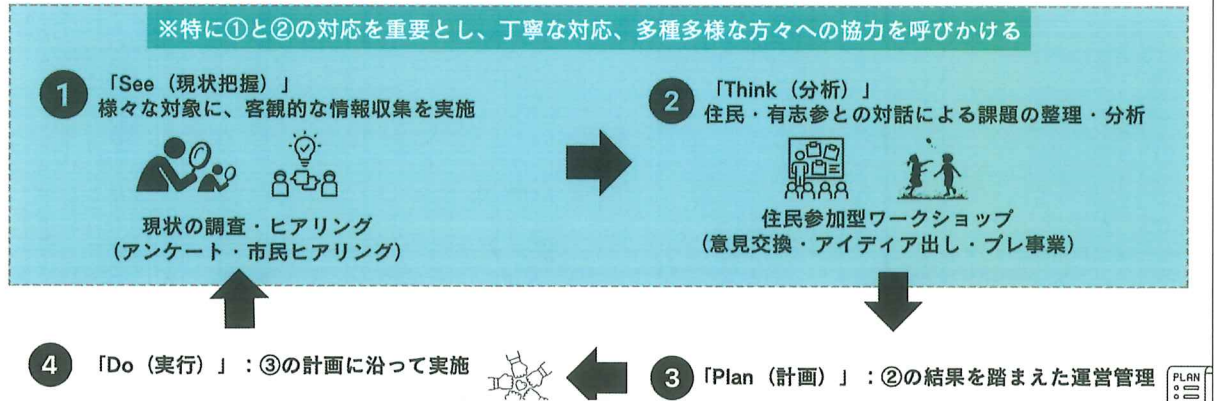 ※特に①と②の対応を重要とし、丁寧な対応、多種多様な方々への協力を呼びかける
1
「See（現状把握）」
様々な対象に、客観的な情報収集を実施
現状の調査・ヒアリング
（アンケート・市民ヒアリング）
2
「Think（分析）」
住民・有志参との対話による課題の整理・分析
住民参加型ワークショップ
（意見交換・アイディア出し・プレ事業）
4
「Do（実行）」：③の計画に沿って実施
3
「Plan（計画）」：②の結果を踏まえた運営管理
PLAN